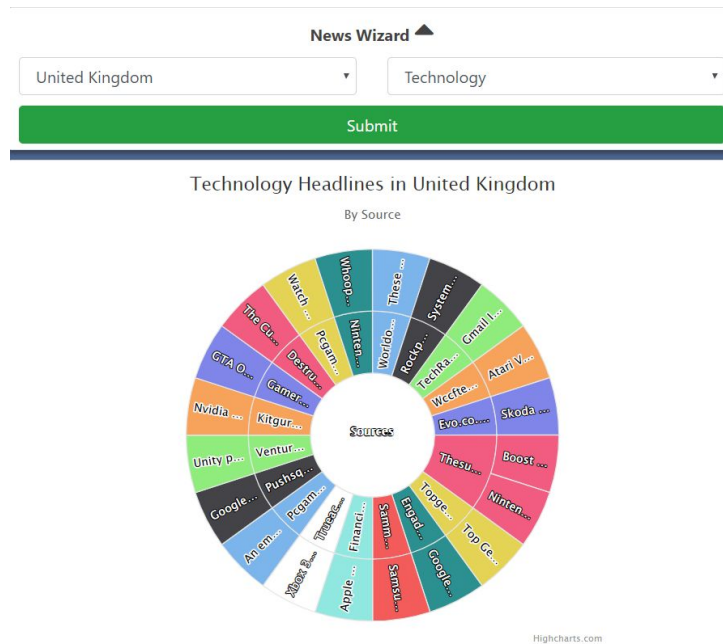 News Wizard
United Kingdom
Technology
Submit
Technology Headlines in United Kingdom
By Source
Sources
Worldo...
These ...
Rockp...
System...
TechRa...
Gmail l...
Wccfte...
Atari V...
Evo.co....
Skoda ...
Thesu...
Boost ...
Ninten...
Topge...
Top Ge...
Engad...
Google...
Samm...
Samsu...
Financi...
Apple ...
Trueac...
Xbox 3...
Pcgam...
An em...
Pushsq...
Google...
Ventur...
Unity p...
Kitgur...
Nvidia ...
Gamer...
GTA O...
Destru...
The Cu...
Pcgam...
Watch ...
Ninten...
Whoop...
Highcharts.com